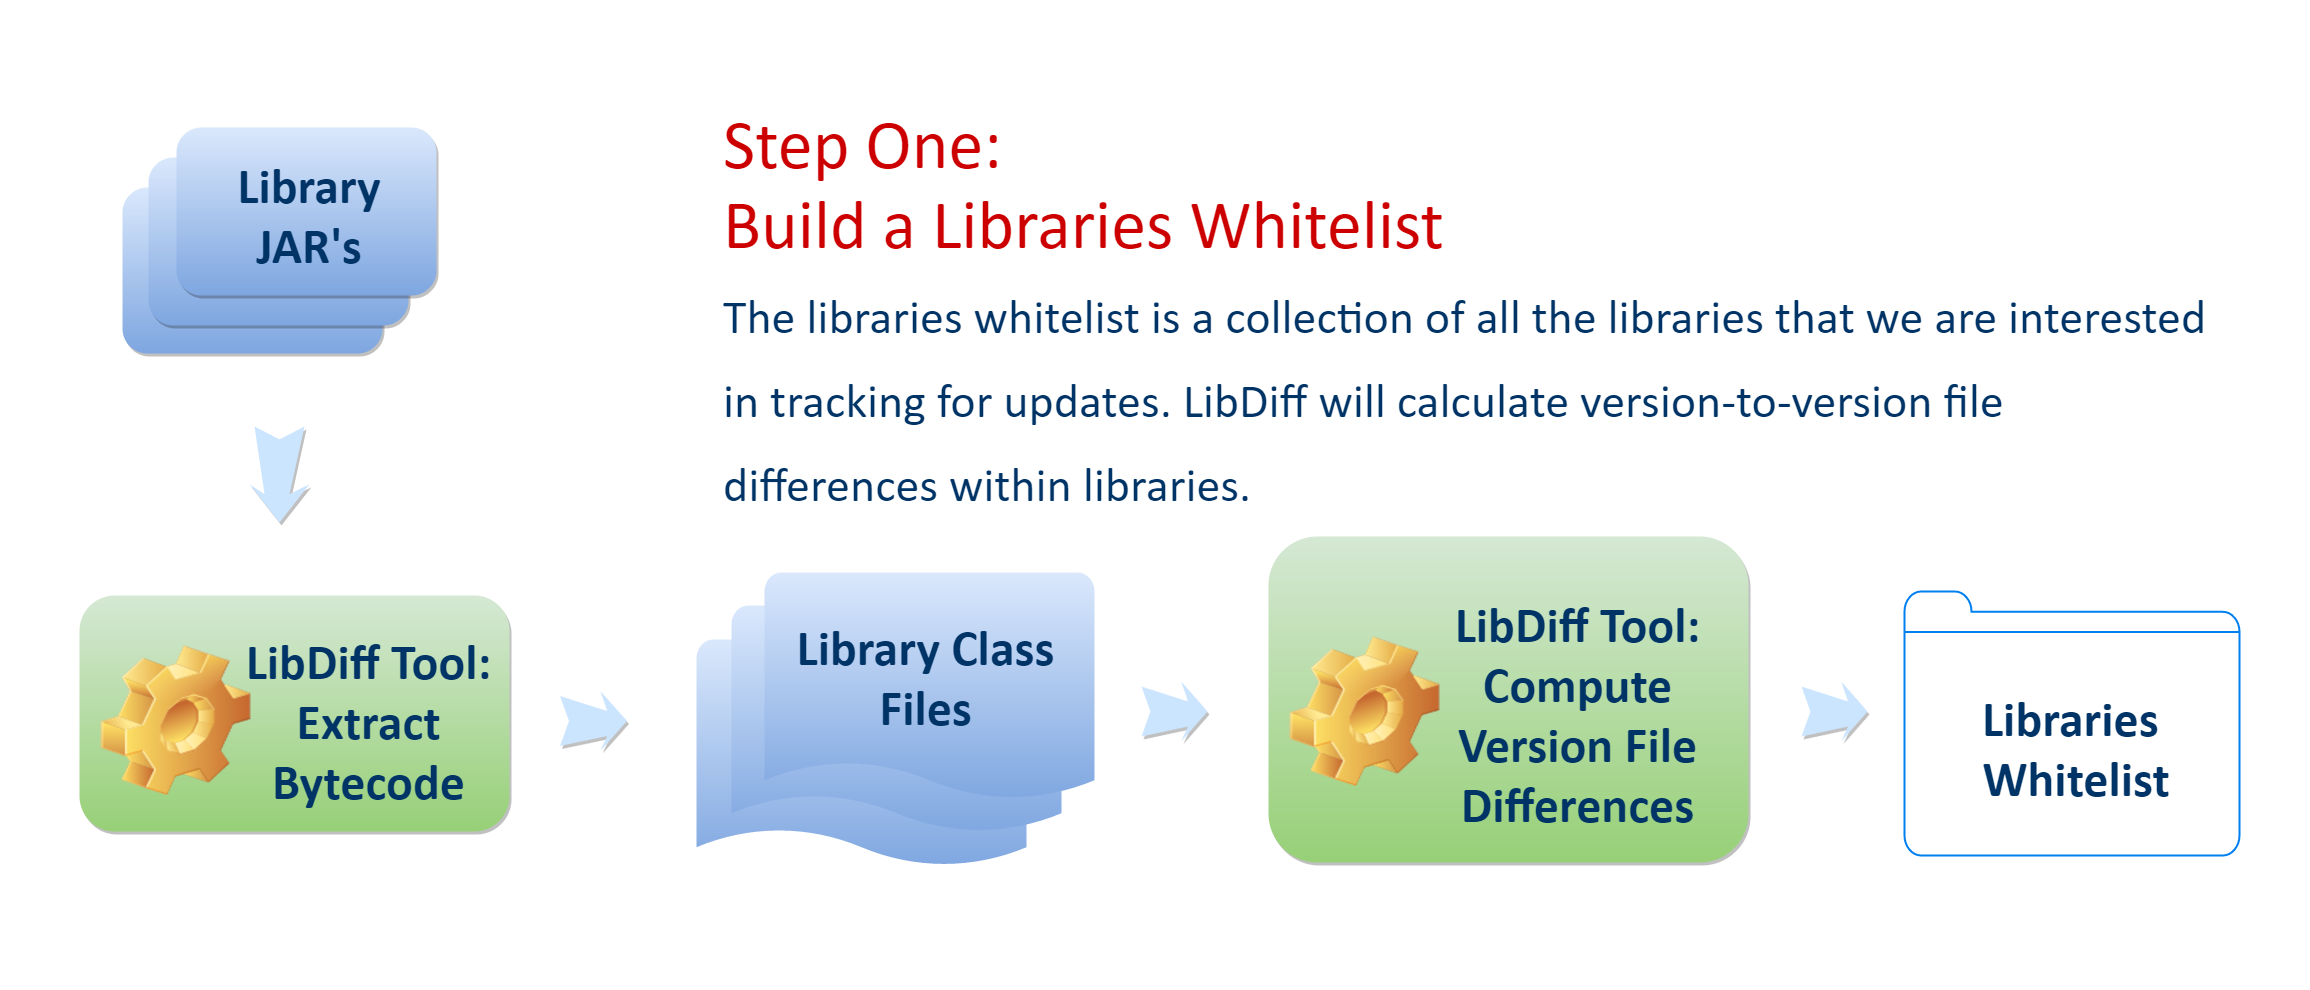 Library
JAR's
Step One:
Build a Libraries Whitelist
The libraries whitelist is a collection of all the libraries that we are interested
in tracking for updates. LibDiff will calculate version-to-version file
differences within libraries.
LibDiff Tool:
Extract
Bytecode
Library Class
Files
LibDiff Tool:
Compute
Version File
Differences
Libraries
Whitelist